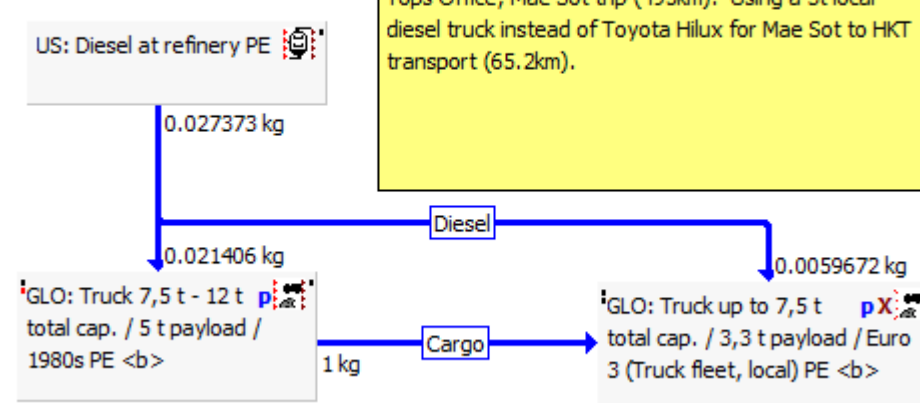 Tops Office, Mae Sot trip (495km). Using a 5t local
diesel truck instead of Toyota Hilux for Mae Sot to HKT
transport (65.2km).
US: Diesel at refinery PE
0.027373 kg
Diesel
0.021406 kg
0.0059672 kg
GLO: Truck 7,5 t - 12 t p
total cap. / 5 t payload /
1980s PE <b>
Cargo
1 kg
GLO: Truck up to 7,5 t pX
total cap. / 3,3 t payload / Euro
3 (Truck fleet, local) PE <b>